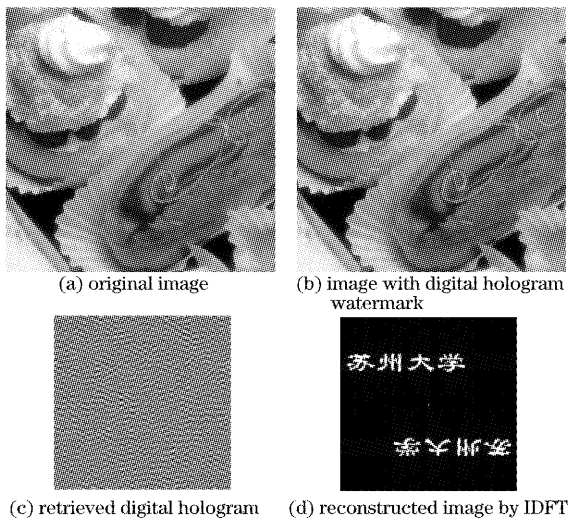 (a) original image
(b) image with digital hologram
watermark
苏州大学
苏州大学
(c) retrieved digital hologram
(d) reconstructed image by IDFT